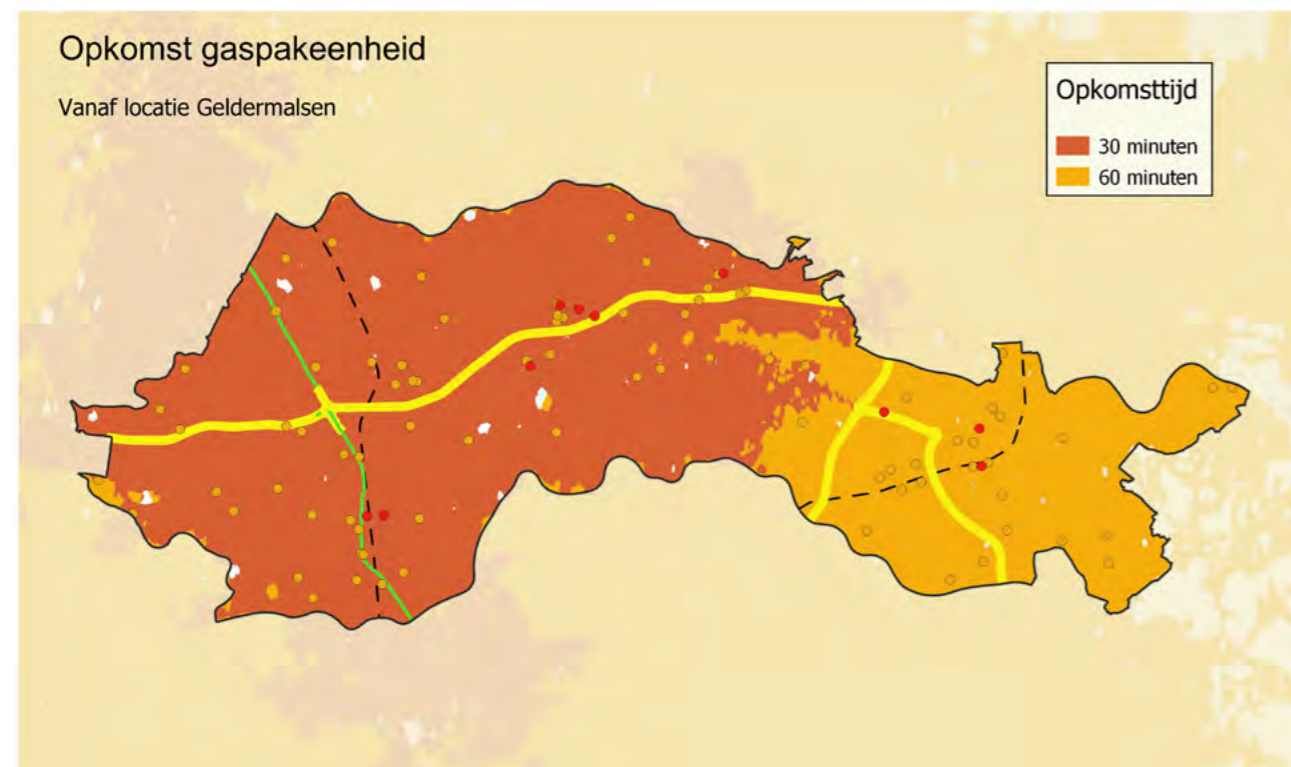 Opkomst gaspakeenheid
Vanaf locatie Geldermalsen
Opkomsttijd
30 minuten
60 minuten